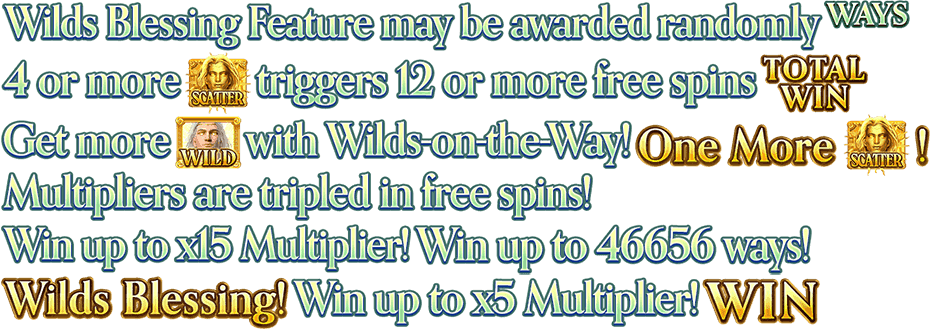 Wilds Blessing Feature may be awarded randomly WAYS
4 or more SCATTER triggers 12 or more free spins TOTAL WIN
Get more WILD with Wilds-on-the-Way! One More SCATTER !
Multipliers are tripled in free spins!
Win up to x15 Multiplier! Win up to 46656 ways!
Wilds Blessing! Win up to x5 Multiplier! WIN